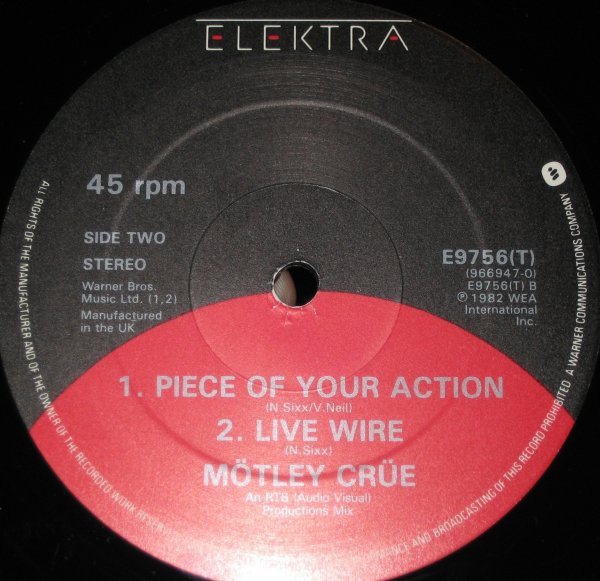 ELEKTRA
45 rpm
SIDE TWO
STEREO
Warner Bros.
Music Ltd. (1,2)
Manufactured
in the UK
E9756(T)
(966947-0)
E9756(T) B
℗ 1982 WEA
International
Inc.
1. PIECE OF YOUR ACTION
(N.Sixx/V.Neil)
2. LIVE WIRE
(N.Sixx)
MÖTLEY CRÜE
An RTB (Audio Visual)
Productions Mix
ALL RIGHTS OF THE MANUFACTURER AND OF THE OWNER OF THE RECORDED WORK
AND BROADCASTING OF THIS RECORD PROHIBITED A WARNER COMMUNICATIONS COMPANY